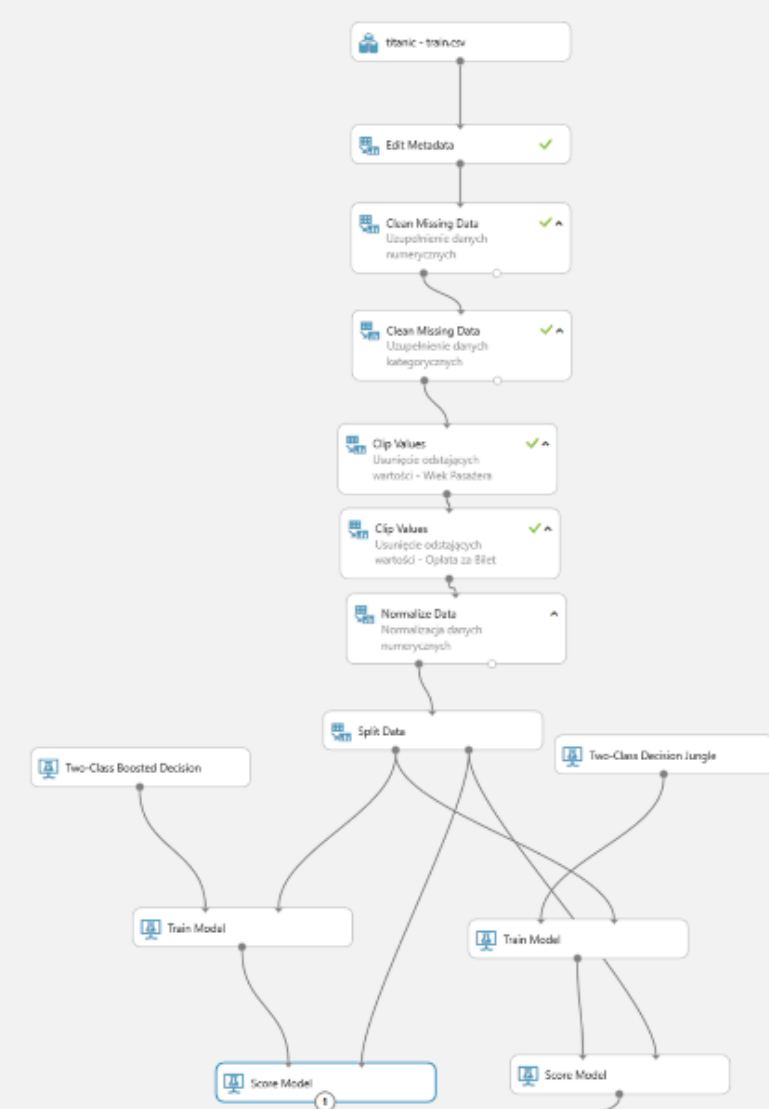 titanic - train.csv
Edit Metadata
Clean Missing Data
Uzupełnienie danych
numerycznych
Clean Missing Data
Uzupełnienie danych
kategorycznych
Clip Values
Usunięcie odstających
wartości - Wiek Pasażera
Clip Values
Usunięcie odstających
wartości - Opłata za Bilet
Normalize Data
Normalizacja danych
numerycznych
Split Data
Two-Class Boosted Decision
Two-Class Decision Jungle
Train Model
Train Model
Score Model
Score Model
1